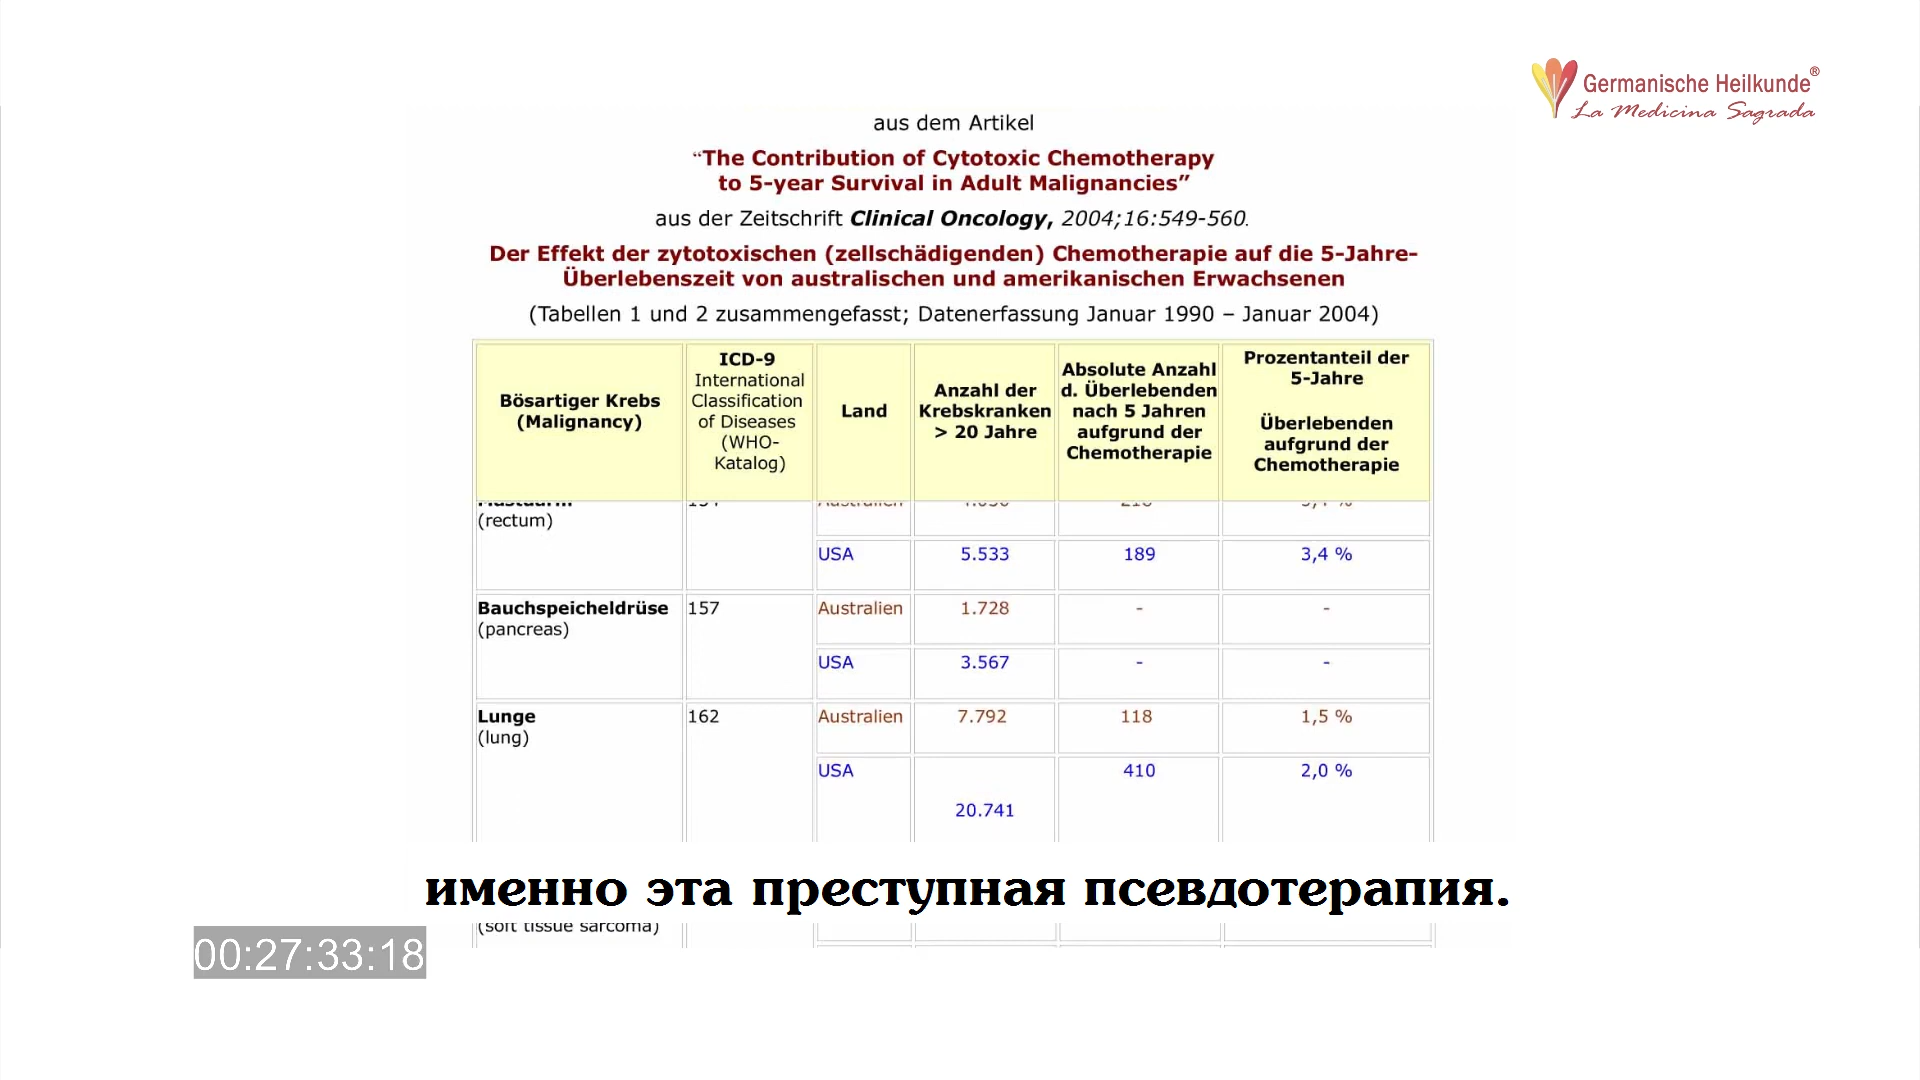 Germanische Heilkunde®
La Medicina Sagrada
aus dem Artikel
“The Contribution of Cytotoxic Chemotherapy
to 5-year Survival in Adult Malignancies”
aus der Zeitschrift Clinical Oncology, 2004;16:549-560.
Der Effekt der zytotoxischen (zellschädigenden) Chemotherapie auf die 5-Jahre-
Überlebenszeit von australischen und amerikanischen Erwachsenen
(Tabellen 1 und 2 zusammengefasst; Datenerfassung Januar 1990 – Januar 2004)
Bösartiger Krebs
(Malignancy)
ICD-9
International
Classification
of Diseases
(WHO-
Katalog)
Land
Anzahl der
Krebskranken
> 20 Jahre
Absolute Anzahl
d. Überlebenden
nach 5 Jahren
aufgrund der
Chemotherapie
Prozentanteil der
5-Jahre
Überlebenden
aufgrund der
Chemotherapie
(rectum)
USA 5.533 189 3,4 %
Bauchspeicheldrüse 157 Australien 1.728 - -
(pancreas)
USA 3.567 - -
Lunge 162 Australien 7.792 118 1,5 %
(lung)
USA 410 2,0 %
20.741
именно эта преступная псевдотерапия.
(soft tissue sarcoma)
00:27:33:18